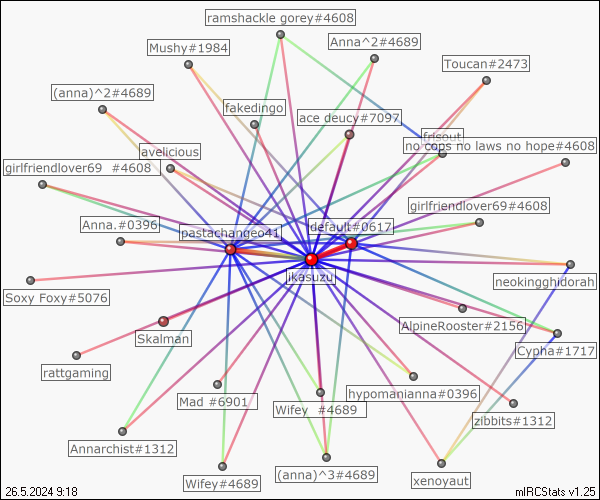 ramshackle gorey#4608
Mushy#1984
Anna^2#4689
Toucan#2473
(anna)^2#4689
fakedingo
ace deucy#7097
frisout
no cops no laws no hope#4608
avelicious
girlfriendlover69 #4608
girlfriendlover69#4608
Anna.#0396
pastachangeo41
default#0617
ikasuzu
neokingghidorah
Soxy Foxy#5076
AlpineRooster#2156
Skalman
Cypha#1717
rattgaming
Mad #6901
Wifey #4689
hypomanianna#0396
zibbits#1312
Annarchist#1312
Wifey#4689
(anna)^3#4689
xenoyaut
26.5.2024 9:18
mIRCStats v1.25